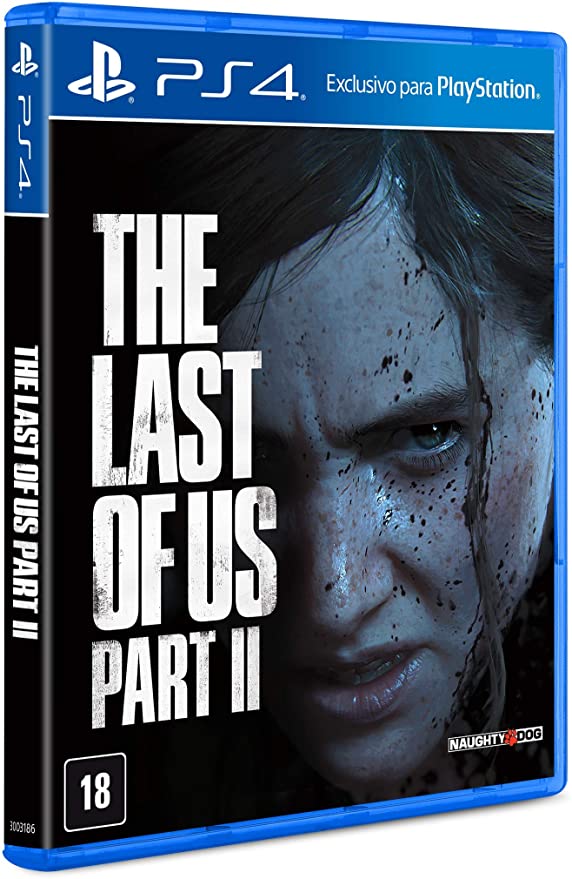 PS4
Exclusivo para PlayStation®
THE
LAST
OF US
PART II
18
NAUGHTY DOG
PS4
THE LAST OF US PART II
3003186